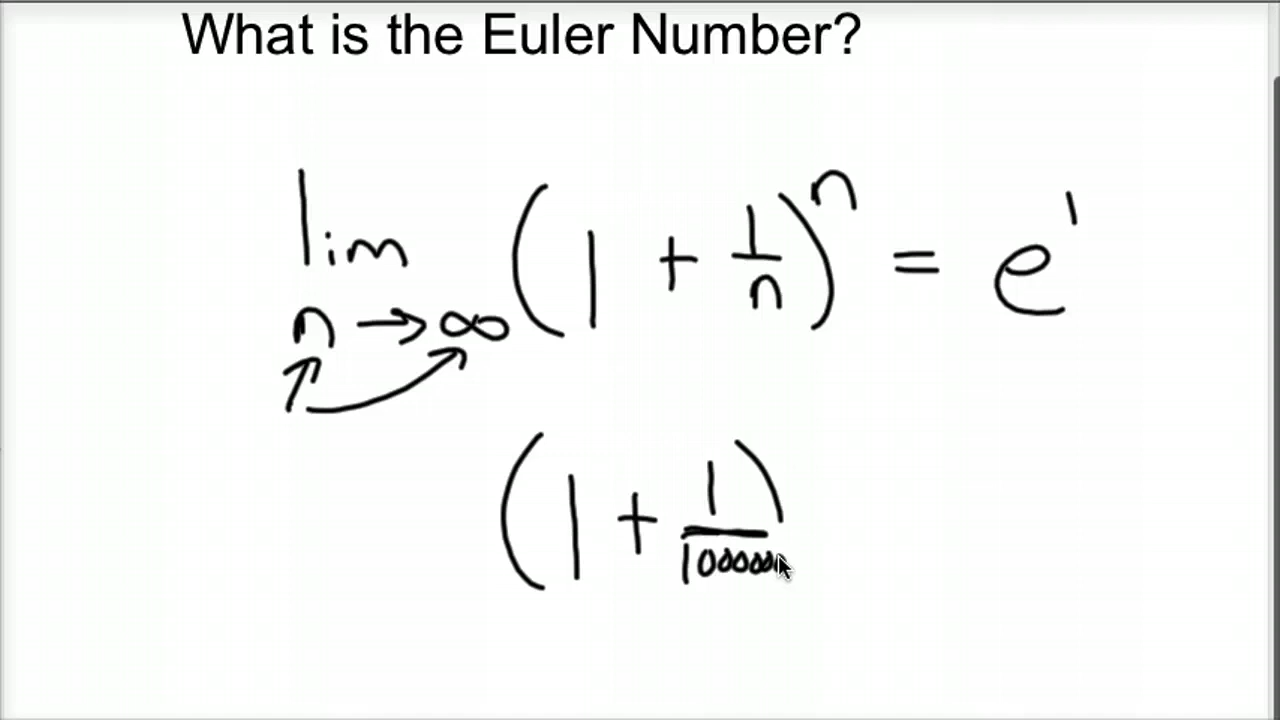 What is the Euler Number?
lim n→∞ (1 + 1/n)^n = e^1
(1 + 1/1000000)